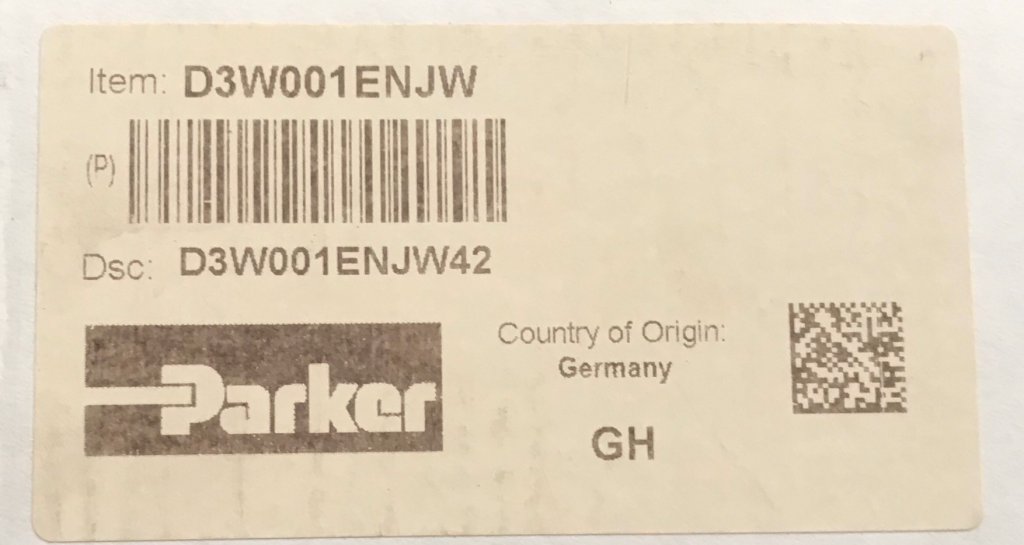 Item: D3W001ENJW
(P)
Dsc: D3W001ENJW42
Parker
Country of Origin:
Germany
GH